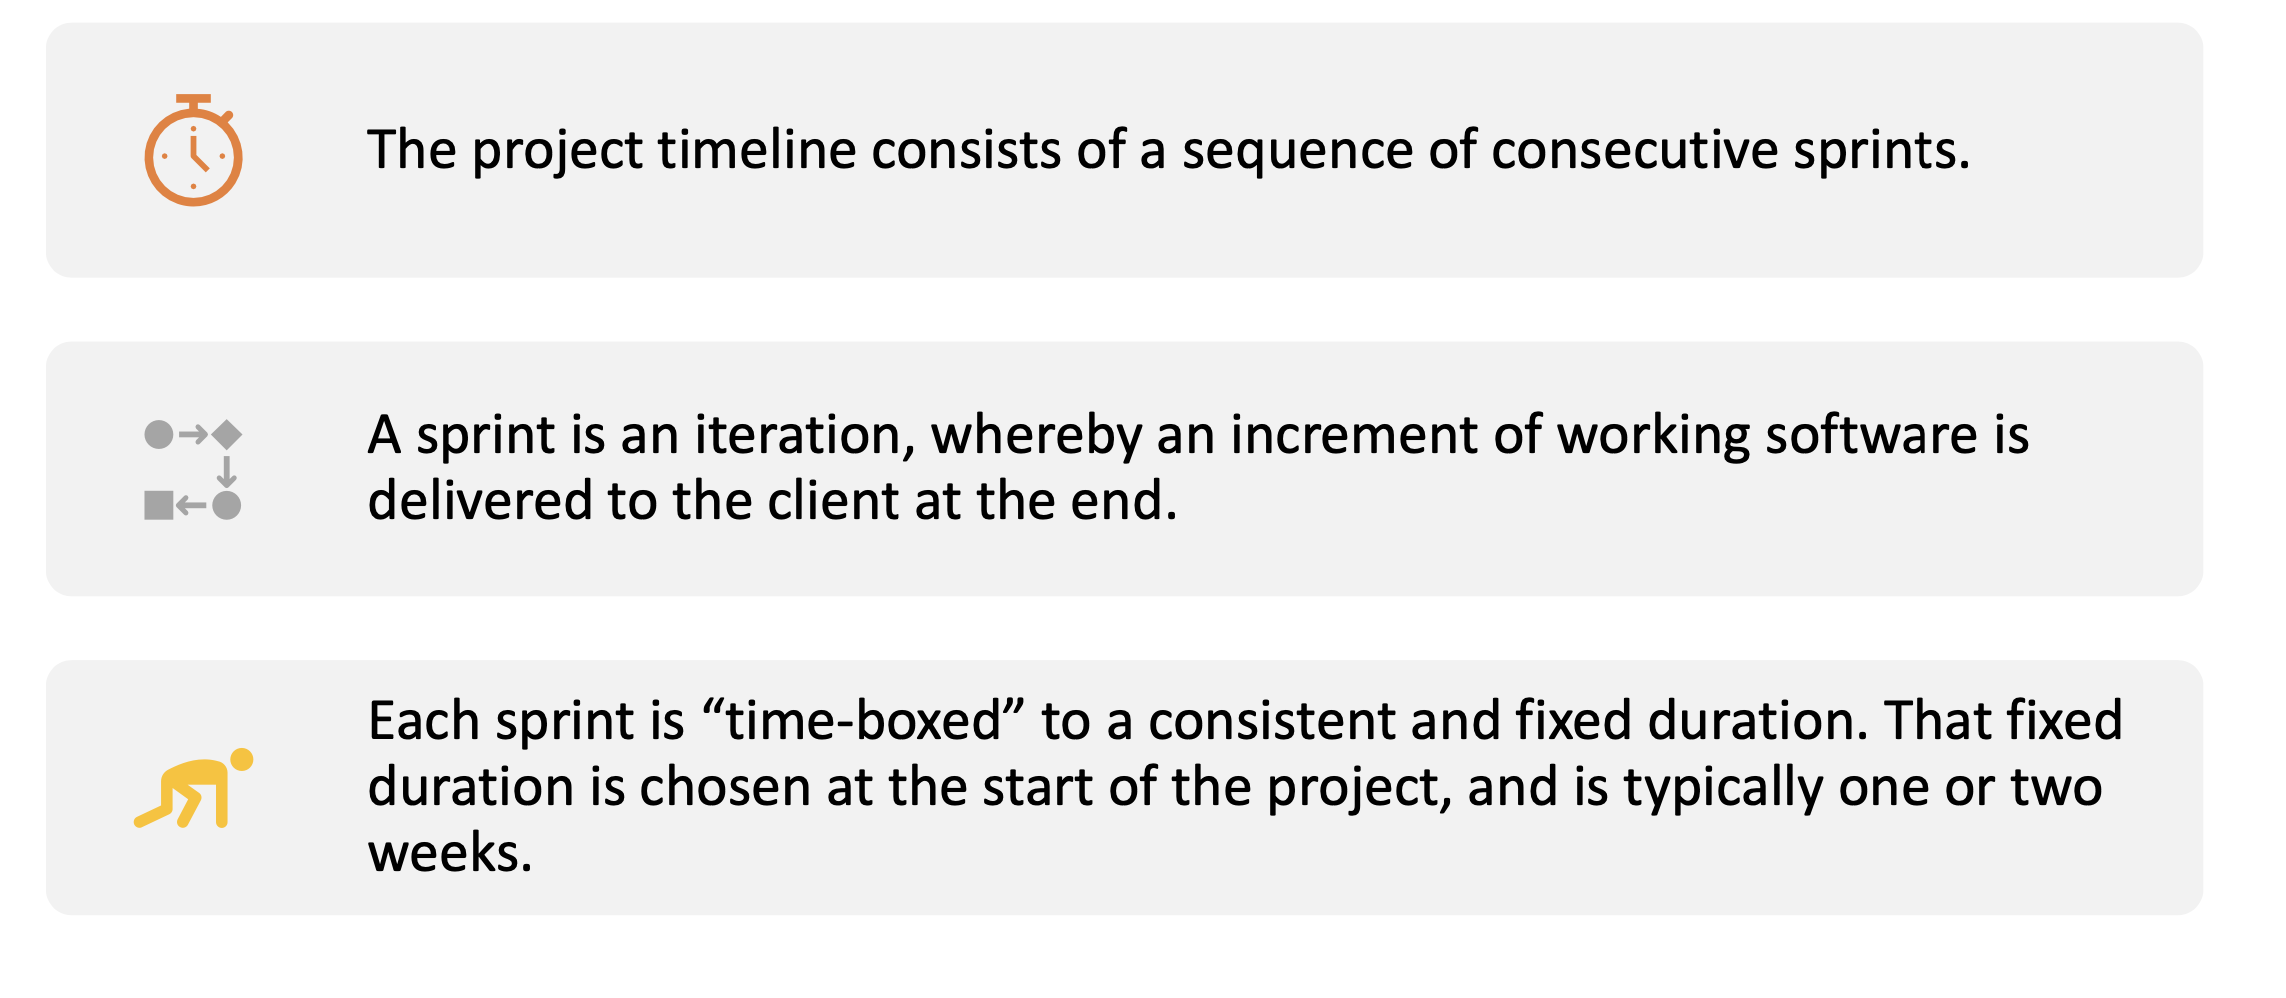 The project timeline consists of a sequence of consecutive sprints.
A sprint is an iteration, whereby an increment of working software is
delivered to the client at the end.
Each sprint is “time-boxed” to a consistent and fixed duration. That fixed
duration is chosen at the start of the project, and is typically one or two
weeks.